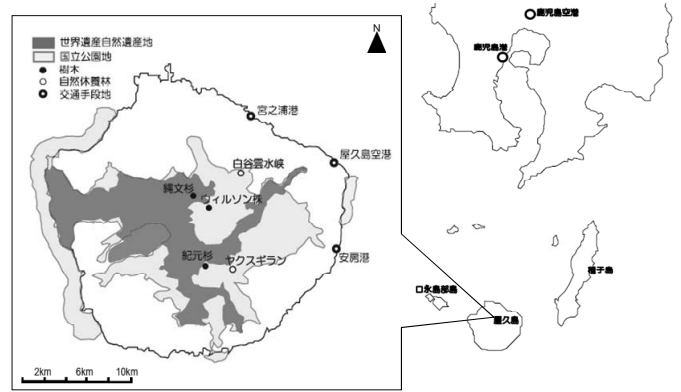 N
世界遺産自然遺産地
国立公園地
樹木
自然休養林
交通手段地
宮之浦港
屋久島空港
白谷雲水峡
縄文杉
ウィルソン株
紀元杉
ヤクスギラン
安房港
2km 6km 10km
鹿児島空港
鹿児島港
種子島
口永島部島
屋久島